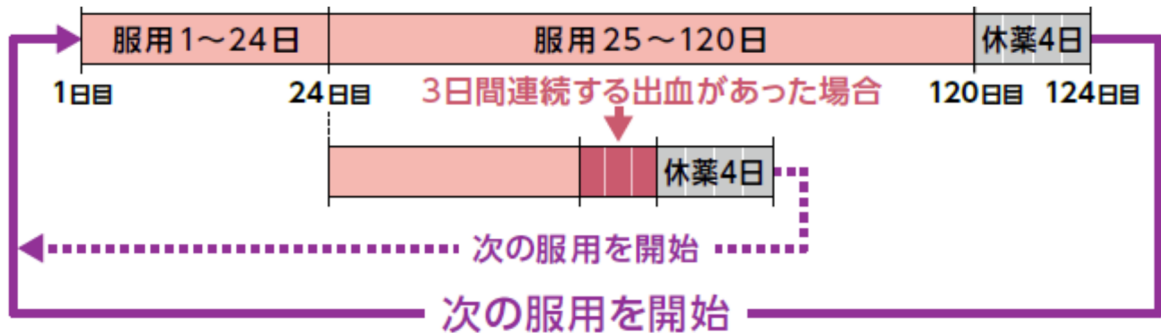 服用1〜24日 服用25〜120日 休薬4日
1日目 24日目 3日間連続する出血があった場合 120日目 124日目
休薬4日
次の服用を開始
次の服用を開始